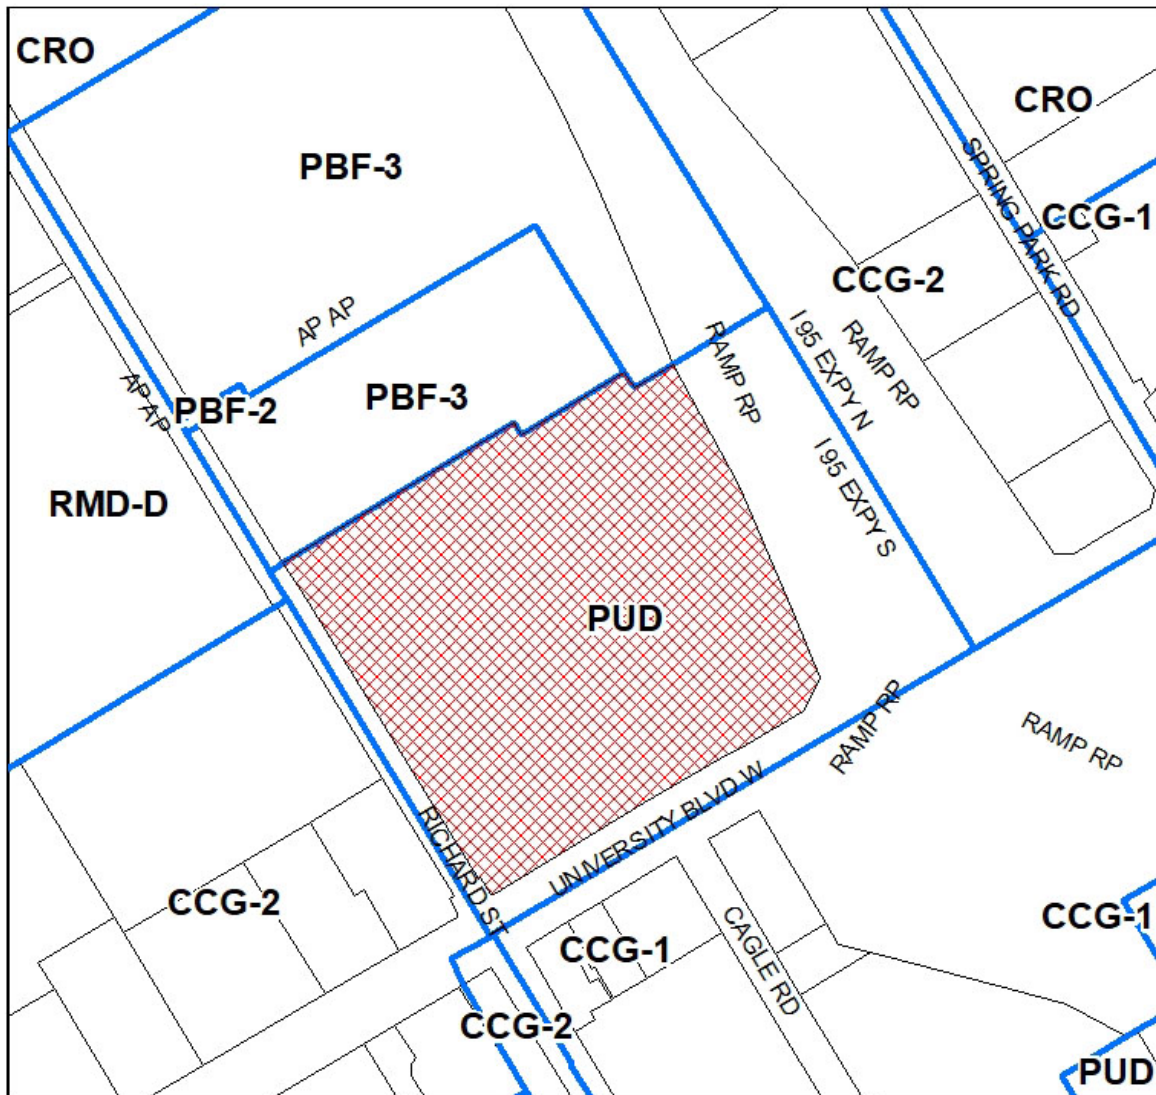 CRO
CRO
PBF-3
SPRING PARK RD
CCG-1
CCG-2
AP AP
RAMP RP
I 95 EXPY N
RAMP RP
AP AP
PBF-2
PBF-3
RMD-D
I 95 EXPY S
PUD
RAMP RP
RAMP RP
UNIVERSITY BLVD W
RICHARD ST
CCG-2
CCG-1
CAGLE RD
CCG-1
CCG-2
PUD